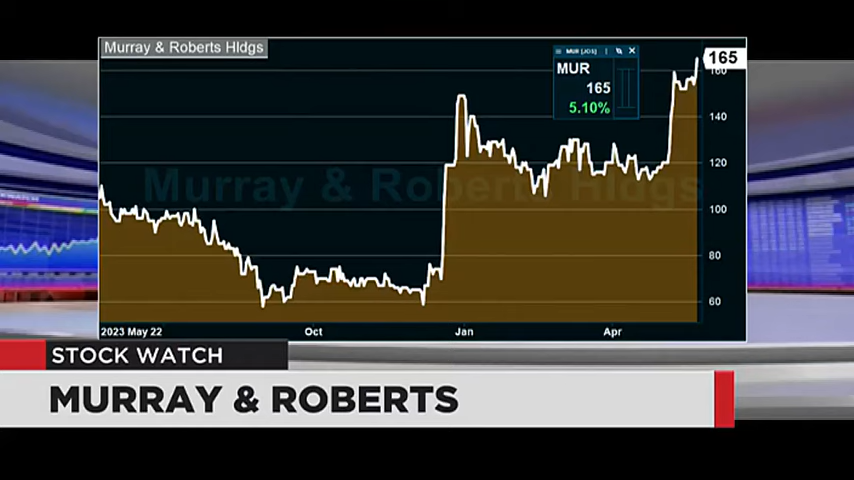 Murray & Roberts Hldgs
MUR [JOS]
MUR
165
5.10%
165
160
140
120
100
80
60
Murray & Roberts Hldgs
2023 May 22
Oct
Jan
Apr
STOCK WATCH
MURRAY & ROBERTS